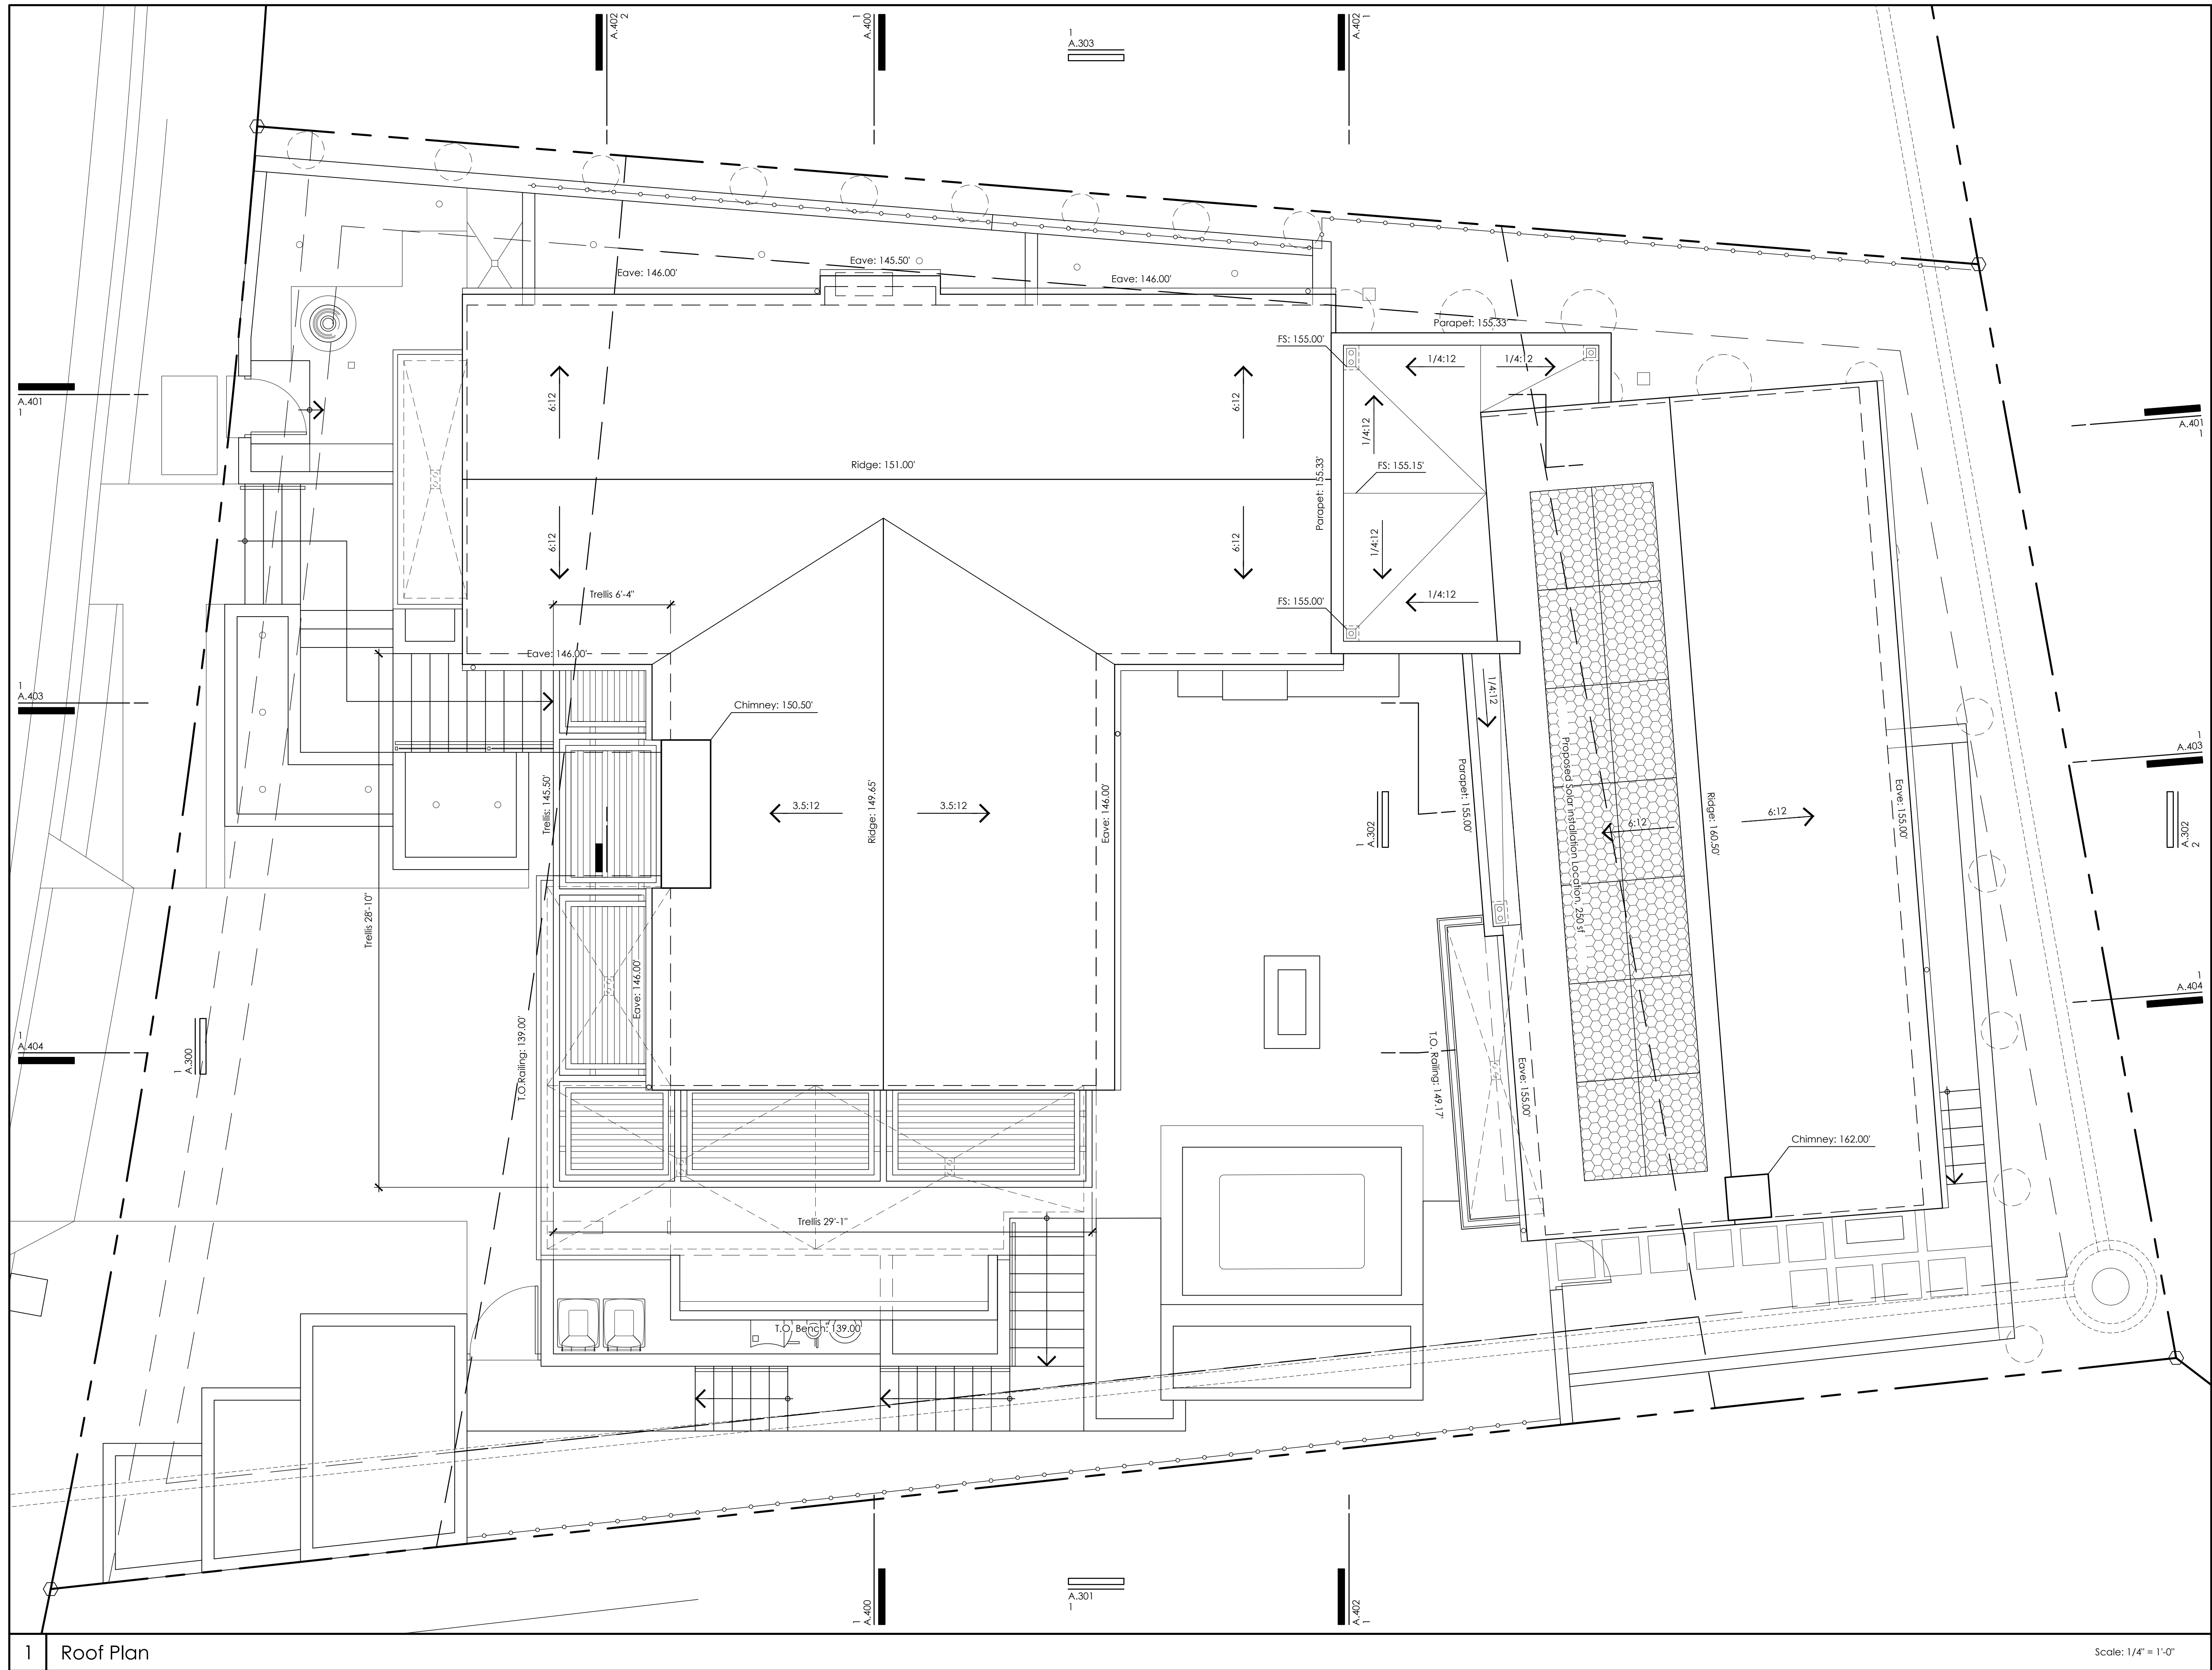 A.402
2
1
A.400
1
A.303
A.402
1
Eave: 145.50'
Eave: 146.00'
Eave: 146.00'
Parapet: 155.33'
FS: 155.00'
1/4:12
1/4:12
A.401
1
A.401
1
6:12
6:12
1/4:12
Ridge: 151.00'
FS: 155.15'
Parapet: 155.33'
6:12
6:12
1/4:12
Trellis 6'-4"
FS: 155.00'
1/4:12
Eave: 146.00'
1
A.403
1/4:12
Chimney: 150.50'
1
A.403
Trellis: 145.50'
3.5:12
Ridge: 149.65'
3.5:12
Eave: 146.00'
1
A.302
Parapet: 155.00'
Proposed Solar Installation Location, 250 sf
6:12
Ridge: 160.50'
6:12
Eave: 155.00'
A.302
2
Trellis 28'-10"
Eave: 146.00'
1
A.404
1
A.404
1
A.300
T.O.Railing: 139.00'
T.O. Railing: 149.17'
Eave: 155.00'
Chimney: 162.00'
Trellis 29'-1"
T.O. Bench: 139.00'
1
A.400
A.301
1
A.402
1
1 Roof Plan
Scale: 1/4" = 1'-0"